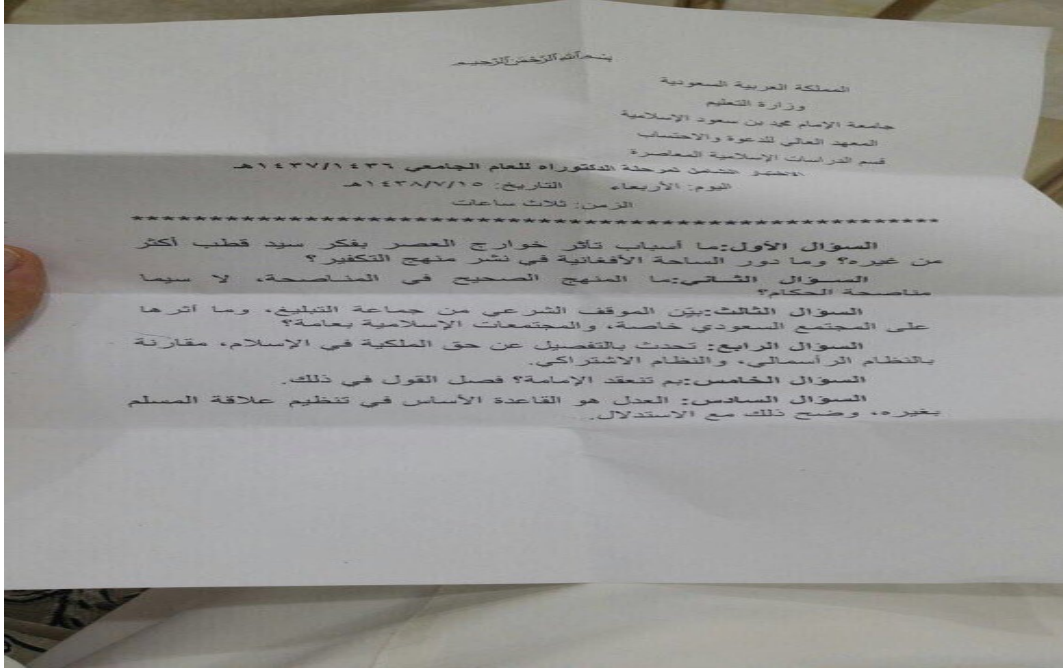 بسم الله الرحمن الرحيم
المملكة العربية السعودية
وزارة التعليم
جامعة الإمام محمد بن سعود الإسلامية
المعهد العالي للدعوة والاحتساب
قسم الدراسات الإسلامية المعاصرة
الاختبار الشامل لمرحلة الدكتوراه للعام الجامعي ١٤٣٧/١٤٣٦هـ
اليوم: الأربعاء التاريخ: ١٤٣٨/٧/١٥هـ
الزمن: ثلاث ساعات
************************************************************
السؤال الأول:ما أسباب تأثر خوارج العصر بفكر سيد قطب أكثر
من غيره؟ وما دور الساحة الأفغانية في نشر منهج التكفير؟
السؤال الثاني:ما المنهج الصحيح في المناصحة، لا سيما
مناصحة الحكام؟
السؤال الثالث:بيّن الموقف الشرعي من جماعة التبليغ، وما أثرها
على المجتمع السعودي خاصة، والمجتمعات الإسلامية بعامة؟
السؤال الرابع: تحدث بالتفصيل عن حق الملكية في الإسلام، مقارنة
بالنظام الرأسمالي، والنظام الاشتراكي.
السؤال الخامس:بم تنعقد الإمامة؟ فصل القول في ذلك.
السؤال السادس: العدل هو القاعدة الأساس في تنظيم علاقة المسلم
بغيره، وضح ذلك مع الاستدلال.